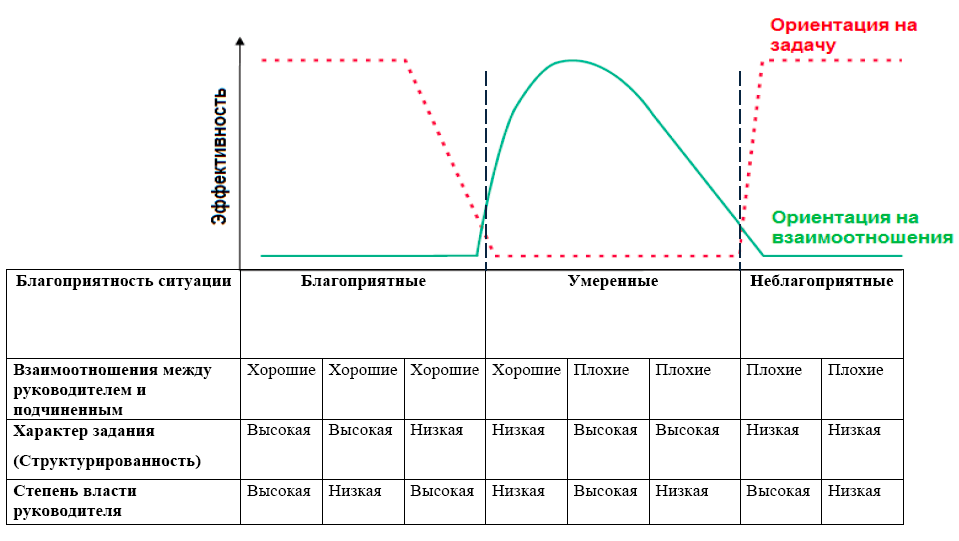 Ориентация на
задачу
Эффективность
Ориентация на
взаимоотношения
Благоприятность ситуации Благоприятные Умеренные Неблагоприятные
Взаимоотношения между
руководителем и
подчиненным
Хорошие Хорошие Хорошие Хорошие Плохие Плохие Плохие Плохие
Характер задания
(Структурированность)
Высокая Высокая Низкая Низкая Высокая Высокая Низкая Низкая
Степень власти
руководителя
Высокая Низкая Высокая Низкая Высокая Низкая Высокая Низкая